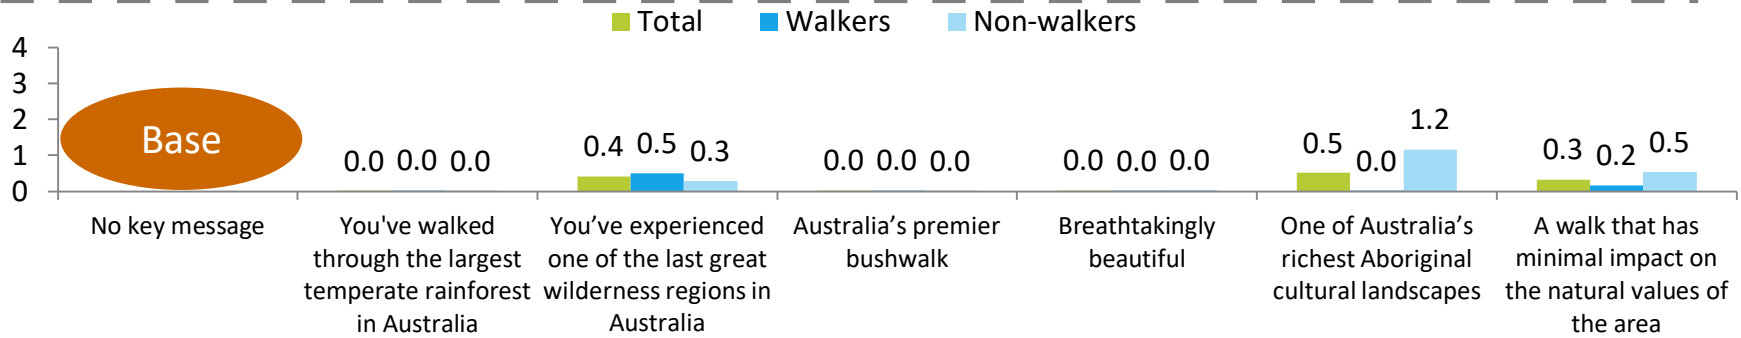 Total Walkers Non-walkers
4
3
2
1
0
Base
0.0 0.0 0.0
0.4 0.5 0.3
0.0 0.0 0.0
0.0 0.0 0.0
0.5 0.0 1.2
0.3 0.2 0.5
No key message
You've walked
through the largest
temperate rainforest
in Australia
You’ve experienced
one of the last great
wilderness regions in
Australia
Australia’s premier
bushwalk
Breathtakingly
beautiful
One of Australia’s
richest Aboriginal
cultural landscapes
A walk that has
minimal impact on
the natural values of
the area